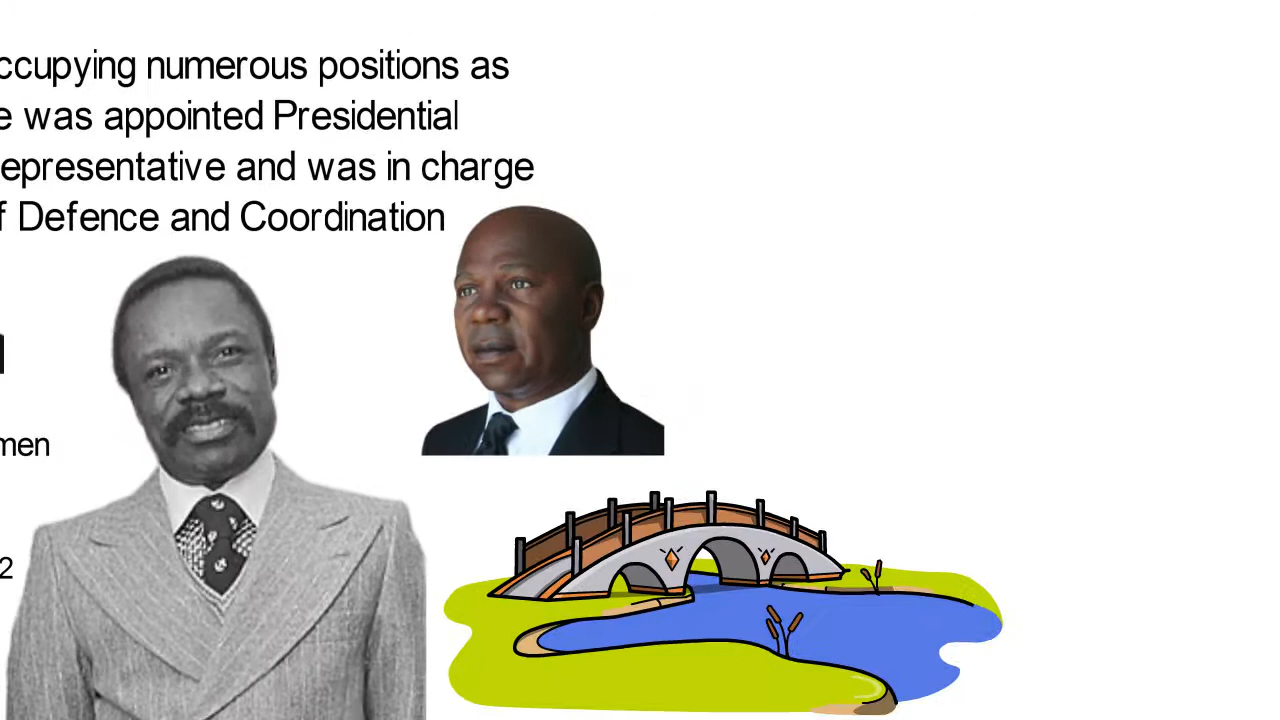 ccupying numerous positions as
e was appointed Presidential
epresentative and was in charge
f Defence and Coordination
men
2